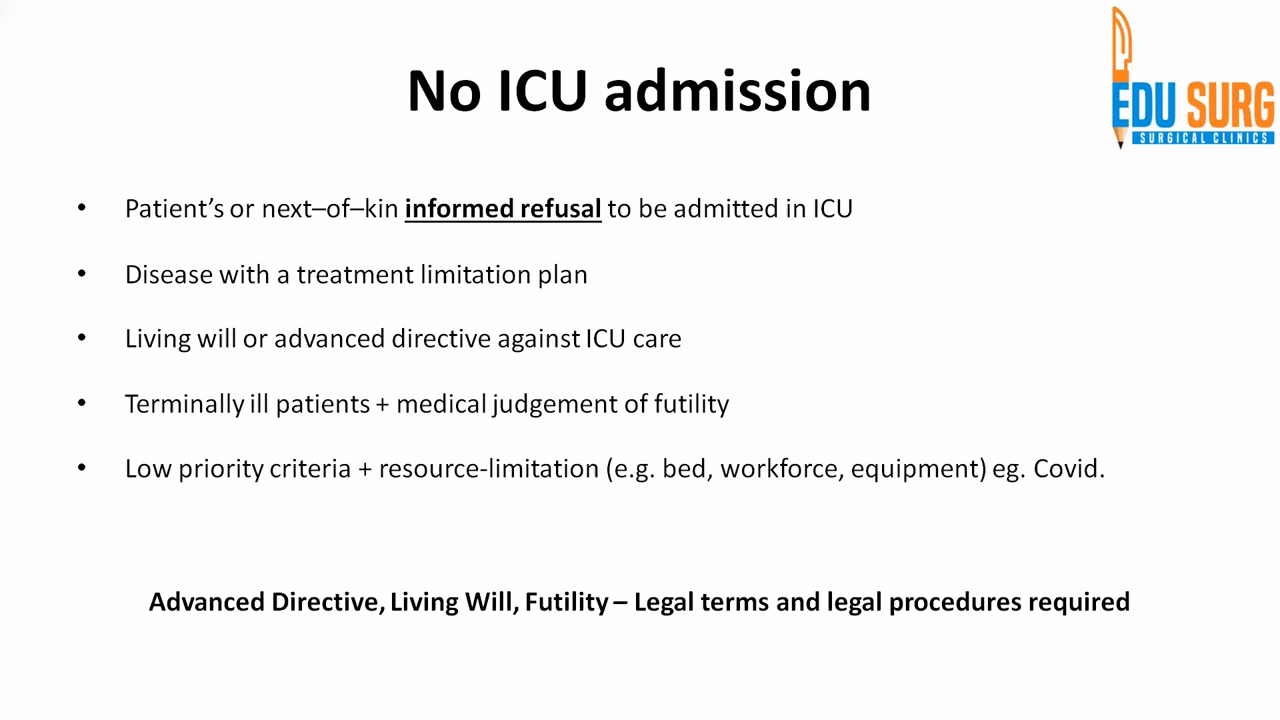 No ICU admission
EDU SURG
SURGICAL CLINICS
• Patient's or next–of–kin informed refusal to be admitted in ICU
• Disease with a treatment limitation plan
• Living will or advanced directive against ICU care
• Terminally ill patients + medical judgement of futility
• Low priority criteria + resource-limitation (e.g. bed, workforce, equipment) eg. Covid.
Advanced Directive, Living Will, Futility – Legal terms and legal procedures required